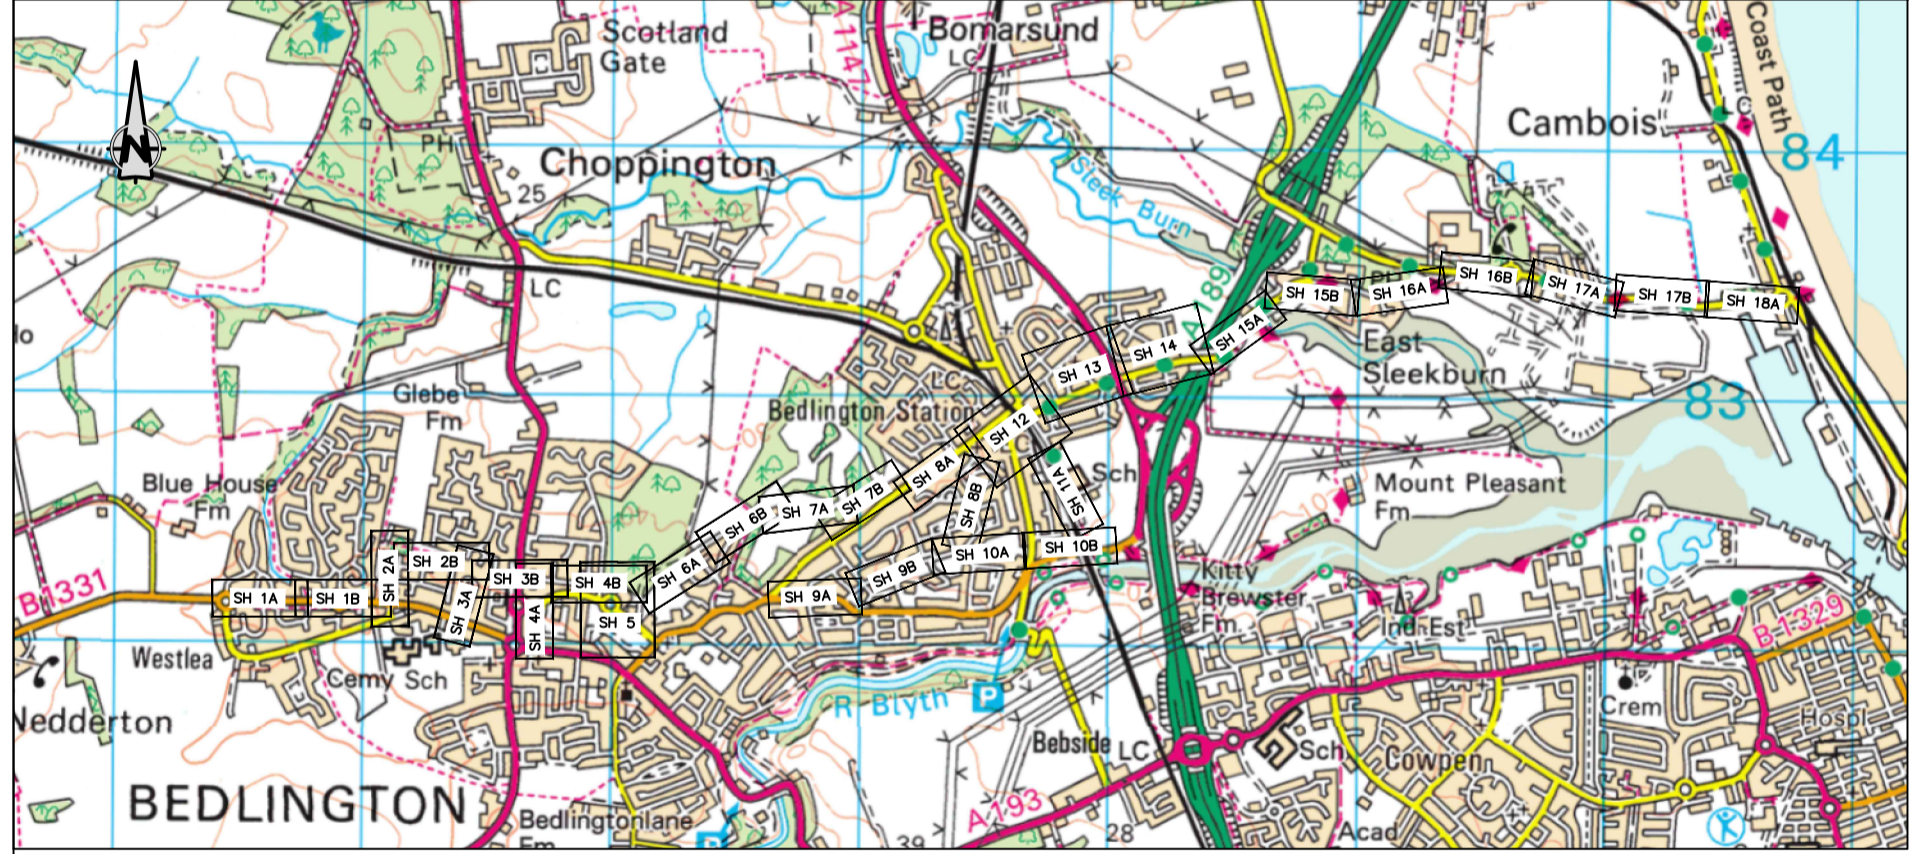 Scotland
Gate
A1147
Bomarsund
LC
Coast Path
LC
N
PH
Choppington
Cambois
84
25
Sleek Burn
A189
LC
SH 15B
SH 16A
SH 16B
SH 17A
SH 17B
SH 18A
SH 15A
SH 14
SH 13
East
Sleekburn
Glebe
Fm
LC
Bedlington Station
83
SH 12
SH 8A
Sch
SH 11A
SH 8B
SH 7B
SH 7A
SH 6B
SH 6A
Blue House
Fm
Mount Pleasant
Fm
B1331
SH 1A
SH 1B
SH 2A
SH 2B
SH 3A
SH 3B
SH 4A
SH 4B
SH 5
SH 9A
SH 9B
SH 10A
SH 10B
Kitty
Brewster
Fm
Ind Est
B1329
Westlea
Cemy Sch
Nedderton
R Blyth
P
Crem
Hospl
Bebside
LC
Sch
Cowpen
BEDLINGTON
Bedlingtonlane
Fm
A193
39
28
Acad
P